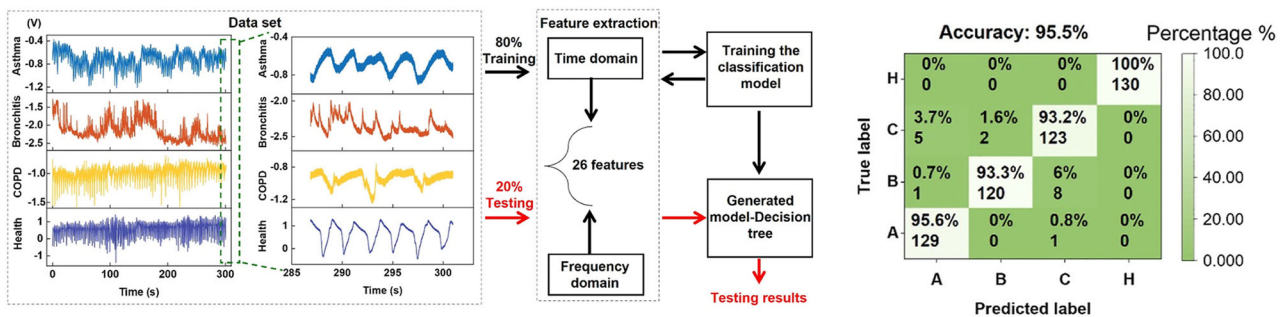 (V)
Data set
Asthma
-0.4
-0.8
-1.2
Bronchitis
-1.5
-2.0
-2.5
COPD
-1.0
-1.6
Health
1
0
0
100
200
300
Time (s)
Asthma
-0.4
-0.8
Bronchitis
-2.0
-2.5
COPD
-0.8
-1.2
Health
1
0
285
290
295
300
Time (s)
80%
Training
20%
Testing
Feature extraction
Time domain
26 features
Frequency
domain
Training the
classification
model
Generated
model-Decision
tree
Testing results
Accuracy: 95.5%
Percentage %
True label
H
0% 0% 0% 100%
0 0 0 130
C
3.7% 1.6% 93.2% 0%
5 2 123 0
B
0.7% 93.3% 6% 0%
1 120 8 0
A
95.6% 0% 0.8% 0%
129 0 1 0
A B C H
Predicted label
100.0
80.00
60.00
40.00
20.00
0.000